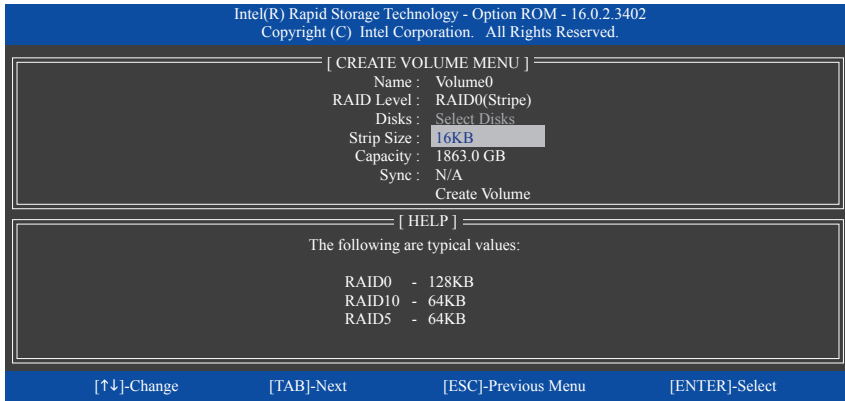 Intel(R) Rapid Storage Technology - Option ROM - 16.0.2.3402
Copyright (C) Intel Corporation. All Rights Reserved.
[ CREATE VOLUME MENU ]
Name : Volume0
RAID Level : RAID0(Stripe)
Disks : Select Disks
Strip Size : 16KB
Capacity : 1863.0 GB
Sync : N/A
Create Volume
[ HELP ]
The following are typical values:
RAID0 - 128KB
RAID10 - 64KB
RAID5 - 64KB
[↑↓]-Change [TAB]-Next [ESC]-Previous Menu [ENTER]-Select